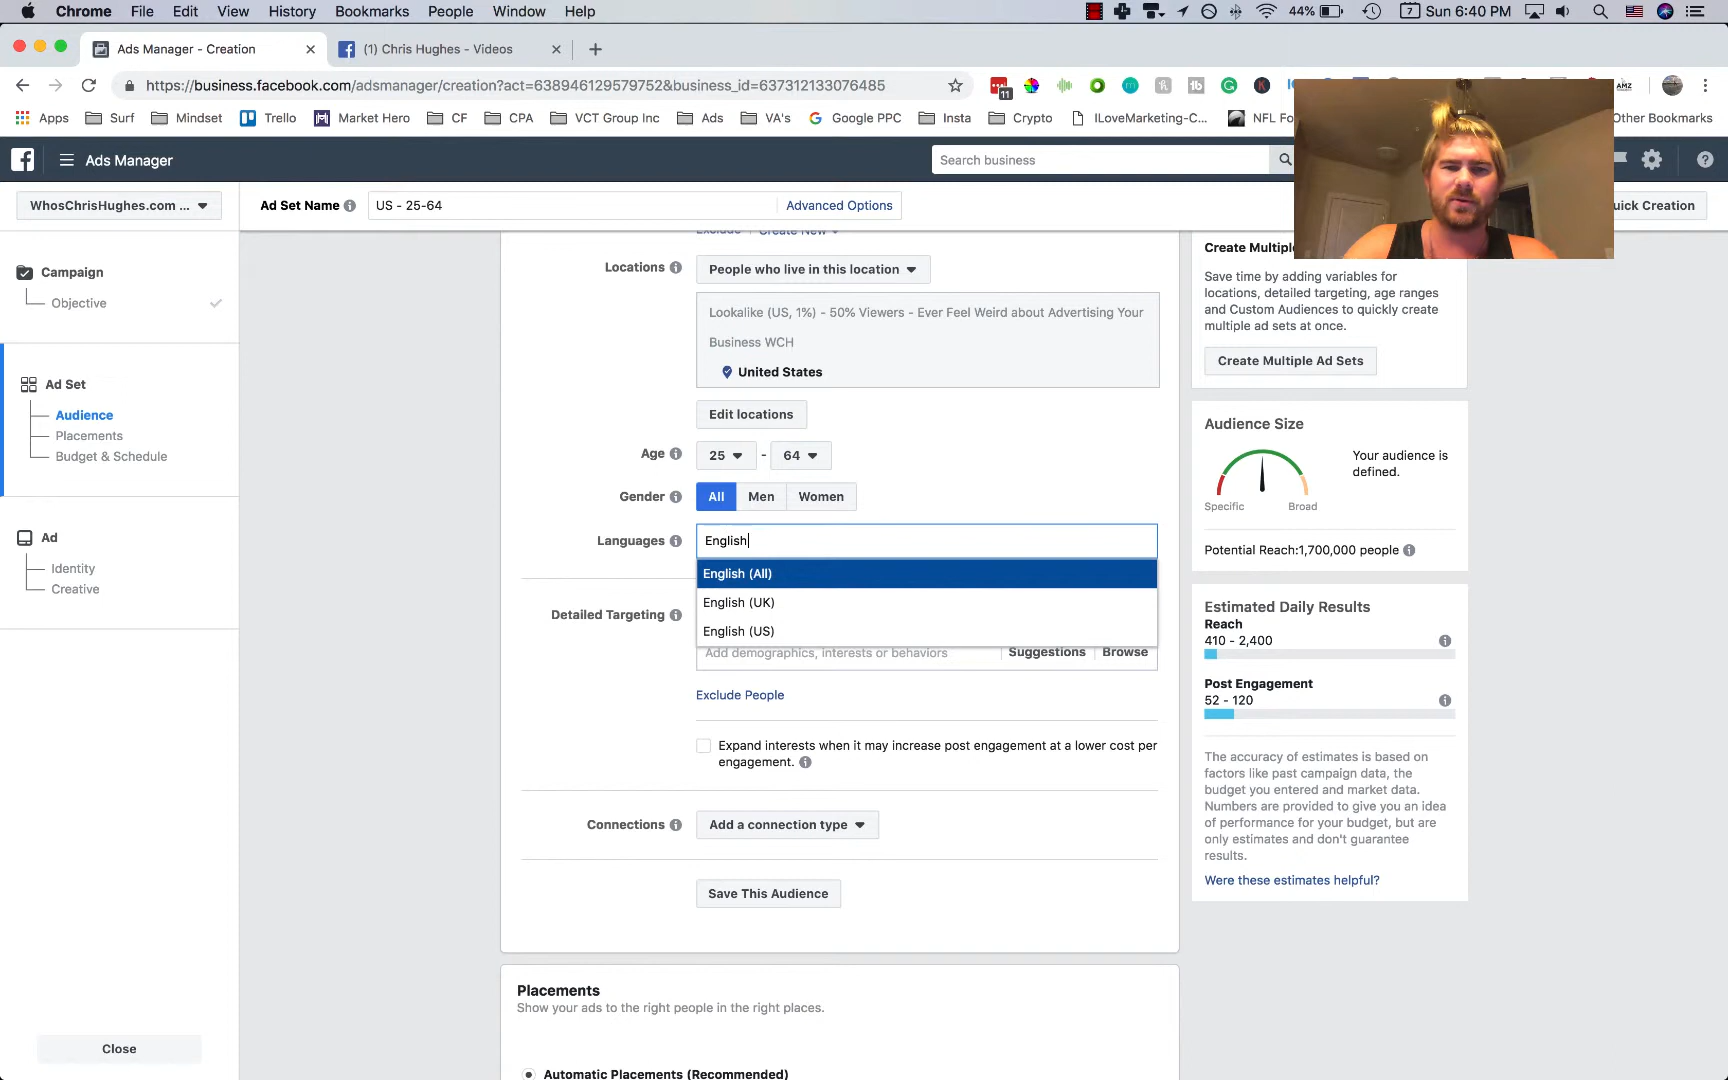 Chrome File Edit View History Bookmarks People Window Help
44% 7 Sun 6:40 PM
Ads Manager - Creation
(1) Chris Hughes - Videos
https://business.facebook.com/adsmanager/creation?act=638946129579752&business_id=637312133076485
11
AMZ
Apps Surf Mindset Trello Market Hero CF CPA VCT Group Inc Ads VA's Google PPC Insta Crypto ILoveMarketing-C... NFL Fo Other Bookmarks
Ads Manager
Search business
WhosChrisHughes.com ...
Ad Set Name US - 25-64 Advanced Options
uick Creation
Campaign
Objective
Ad Set
Audience
Placements
Budget & Schedule
Ad
Identity
Creative
Close
Exclude Create New
Locations People who live in this location
Lookalike (US, 1%) - 50% Viewers - Ever Feel Weird about Advertising Your
Business WCH
United States
Edit locations
Age 25 - 64
Gender All Men Women
Languages English
English (All)
English (UK)
English (US)
Detailed Targeting
Add demographics, interests or behaviors Suggestions Browse
Exclude People
Expand interests when it may increase post engagement at a lower cost per
engagement.
Connections Add a connection type
Save This Audience
Placements
Show your ads to the right people in the right places.
Automatic Placements (Recommended)
Create Multiple
Save time by adding variables for
locations, detailed targeting, age ranges
and Custom Audiences to quickly create
multiple ad sets at once.
Create Multiple Ad Sets
Audience Size
Your audience is
defined.
Specific Broad
Potential Reach:1,700,000 people
Estimated Daily Results
Reach
410 - 2,400
Post Engagement
52 - 120
The accuracy of estimates is based on
factors like past campaign data, the
budget you entered and market data.
Numbers are provided to give you an idea
of performance for your budget, but are
only estimates and don't guarantee
results.
Were these estimates helpful?